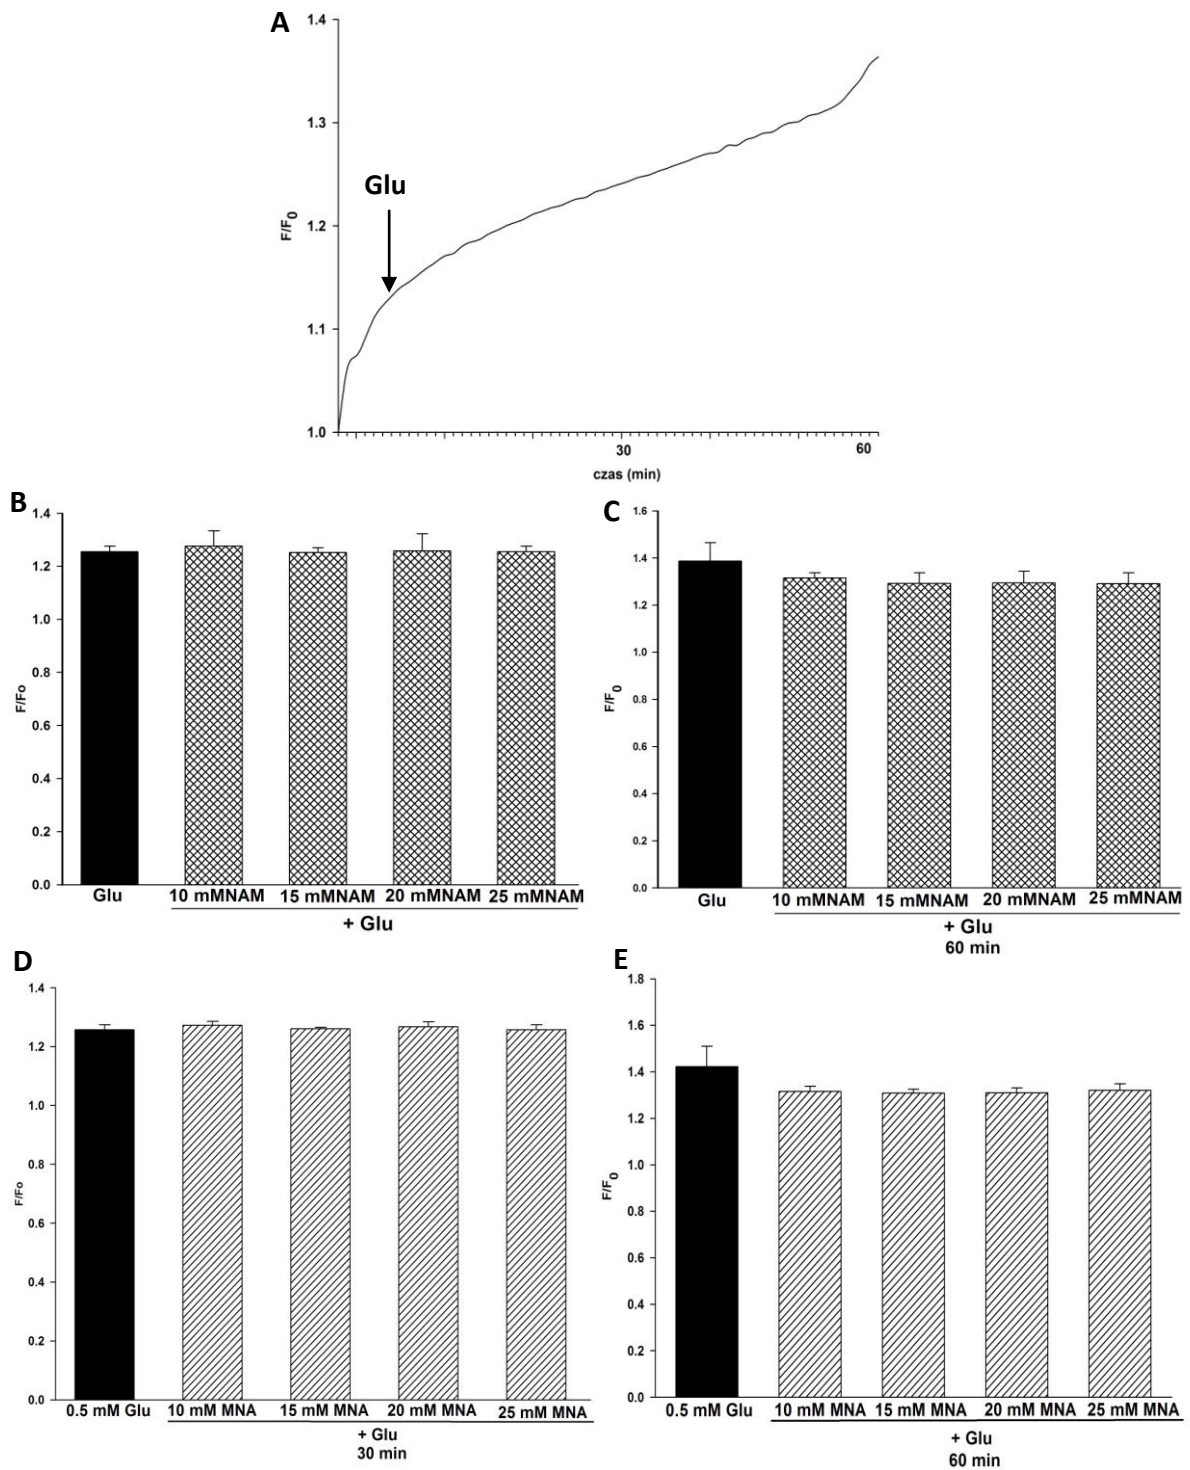 A
1.4
1.3
Glu
F/F0
1.2
1.1
1.0
30
60
czas (min)
B
1.4
1.2
1.0
0.8
F/Fo
0.6
0.4
0.2
0.0
Glu
10 mMNAM
15 mMNAM
20 mMNAM
25 mMNAM
+ Glu
C
1.6
1.4
1.2
1.0
F/F0
0.8
0.6
0.4
0.2
0.0
Glu
10 mMNAM
15 mMNAM
20 mMNAM
25 mMNAM
+ Glu
60 min
D
1.4
1.2
1.0
0.8
F/Fo
0.6
0.4
0.2
0.0
0.5 mM Glu
10 mM MNA
15 mM MNA
20 mM MNA
25 mM MNA
+ Glu
30 min
E
1.8
1.6
1.4
1.2
1.0
F/F0
0.8
0.6
0.4
0.2
0.0
0.5 mM Glu
10 mM MNA
15 mM MNA
20 mM MNA
25 mM MNA
+ Glu
60 min